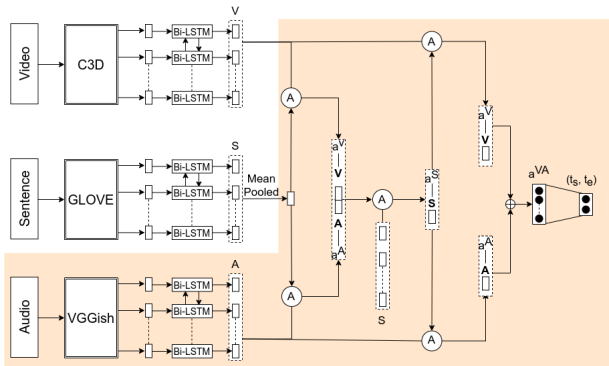 V
Video
C3D
Bi-LSTM
Bi-LSTM
Bi-LSTM
A
A
aV
V
A
aA
aV
V
S
Sentence
GLOVE
Bi-LSTM
Bi-LSTM
Bi-LSTM
Mean
Pooled
A
S
aS
S
aVA
(ts, te)
A
Audio
VGGish
Bi-LSTM
Bi-LSTM
Bi-LSTM
A
A
aA
A